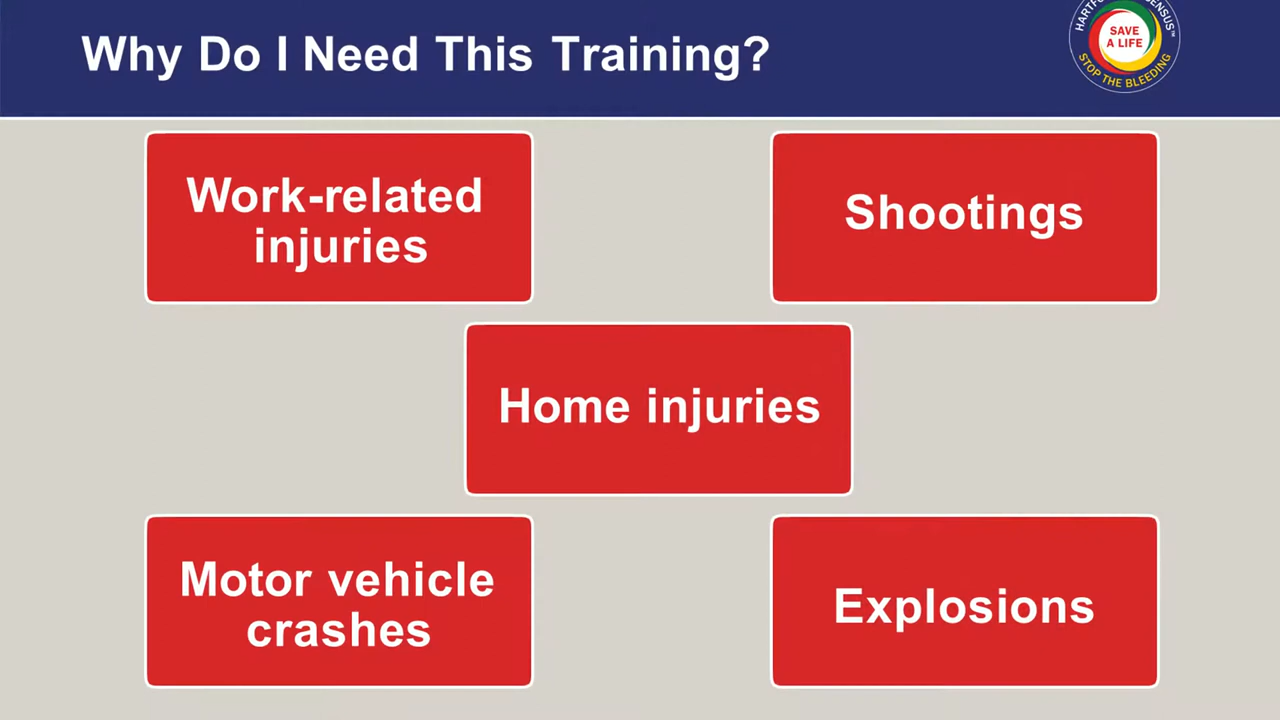 Why Do I Need This Training?
SAVE
A LIFE
STOP THE BLEEDING
Work-related
injuries
Shootings
Home injuries
Motor vehicle
crashes
Explosions